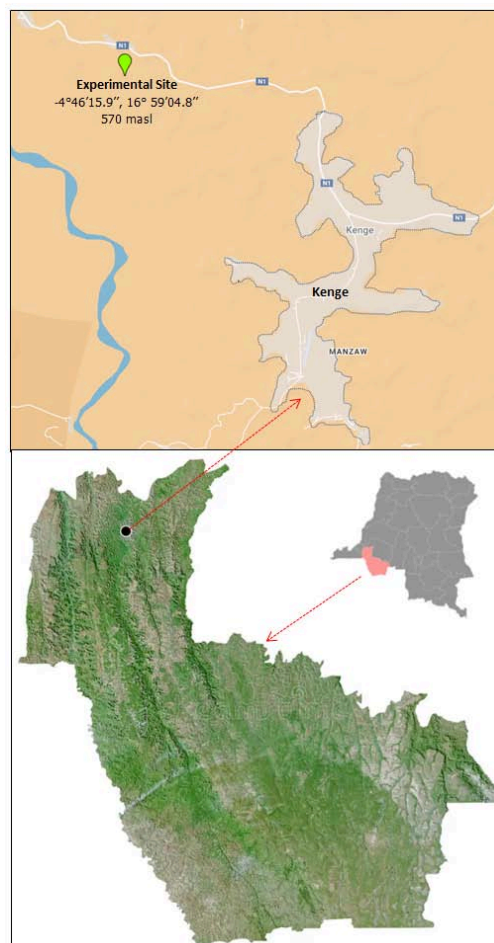 N1
Experimental Site
-4°46'15.9”, 16° 59'04.8”
570 masl
N1
N1
N1
Kenge
Kenge
MANZAW